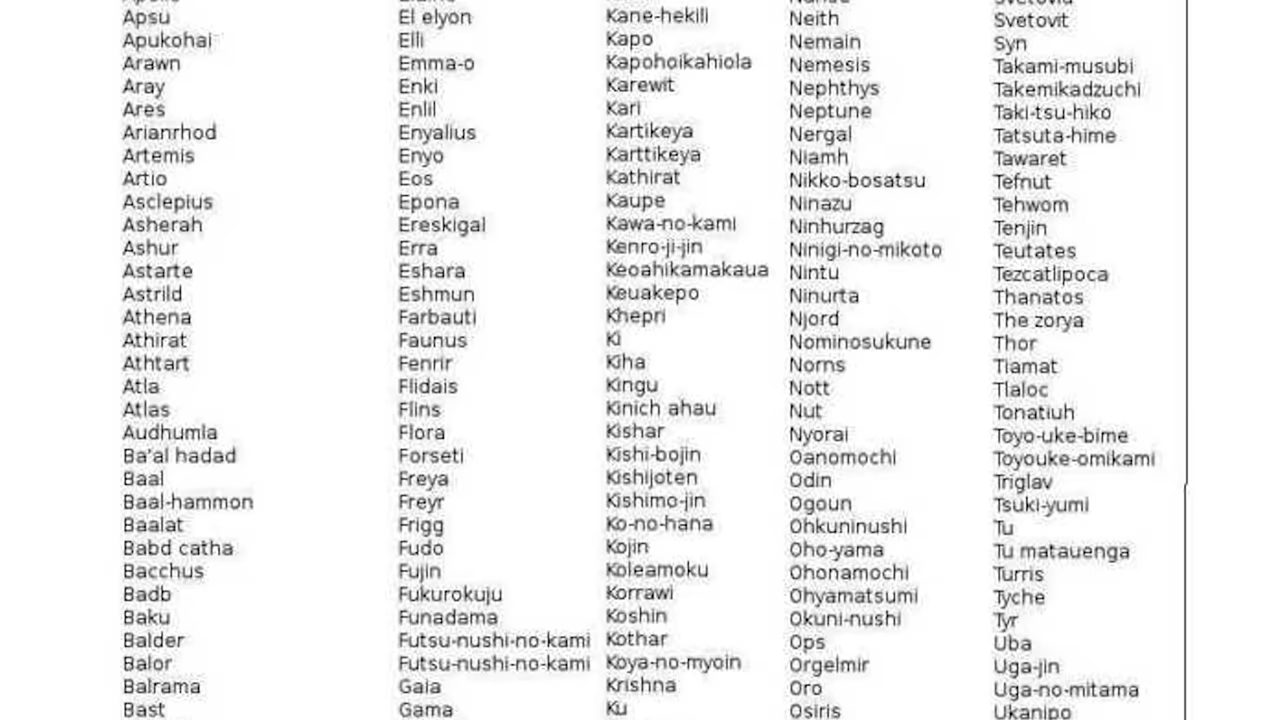 Apsu
Apukohai
Arawn
Aray
Ares
Arianrhod
Artemis
Artio
Asclepius
Asherah
Ashur
Astarte
Astrild
Athena
Athirat
Athtart
Atla
Atlas
Audhumla
Ba'al hadad
Baal
Baal-hammon
Baalat
Babd catha
Bacchus
Badb
Baku
Balder
Balor
Balrama
Bast
El elyon
Elli
Emma-o
Enki
Enlil
Enyalius
Enyo
Eos
Epona
Ereskigal
Erra
Eshara
Eshmun
Farbauti
Faunus
Fenrir
Flidais
Flins
Flora
Forseti
Freya
Freyr
Frigg
Fudo
Fujin
Fukurokuju
Funadama
Futsu-nushi-no-kami
Futsu-nushi-no-kami
Gaia
Gama
Kane-hekili
Kapo
Kapohoikahiola
Karewit
Kari
Kartikeya
Karttikeya
Kathirat
Kaupe
Kawa-no-kami
Kenro-ji-jin
Keoahikamakaua
Keuakepo
Khepri
Ki
Kiha
Kingu
Kinich ahau
Kishar
Kishi-bojin
Kishijoten
Kishimo-jin
Ko-no-hana
Kojin
Koleamoku
Korrawi
Koshin
Kothar
Koya-no-myoin
Krishna
Ku
Neith
Nemain
Nemesis
Nephthys
Neptune
Nergal
Niamh
Nikko-bosatsu
Ninazu
Ninhurzag
Ninigi-no-mikoto
Nintu
Ninurta
Njord
Nominosukune
Norns
Nott
Nut
Nyorai
Oanomochi
Odin
Ogoun
Ohkuninushi
Oho-yama
Ohonamochi
Ohyamatsumi
Okuni-nushi
Ops
Orgelmir
Oro
Osiris
Svetovit
Syn
Takami-musubi
Takemikadzuchi
Taki-tsu-hiko
Tatsuta-hime
Tawaret
Tefnut
Tehwom
Tenjin
Teutates
Tezcatlipoca
Thanatos
The zorya
Thor
Tiamat
Tlaloc
Tonatiuh
Toyo-uke-bime
Toyouke-omikami
Triglav
Tsuki-yumi
Tu
Tu matauenga
Turris
Tyche
Tyr
Uba
Uga-jin
Uga-no-mitama
Ukanipo